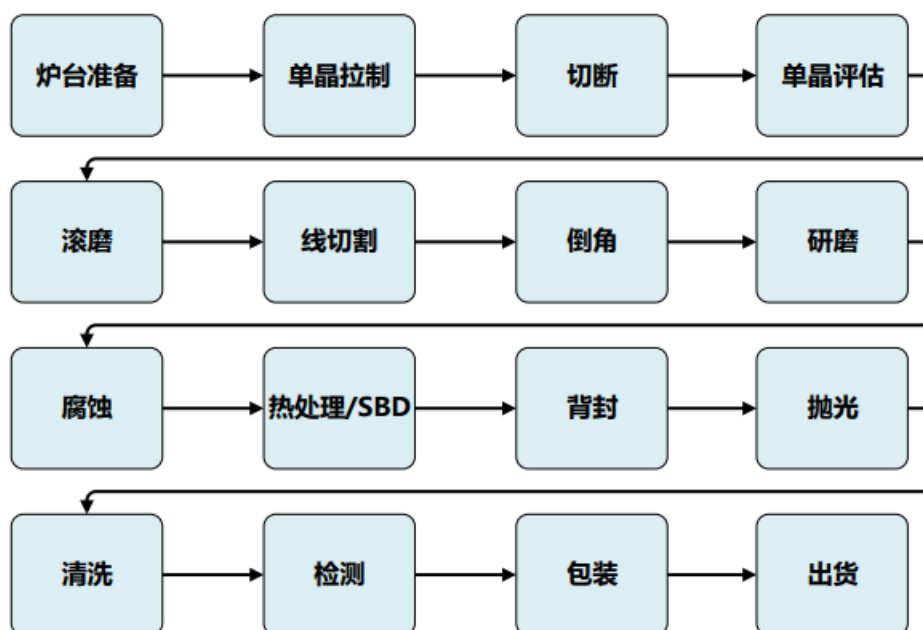 炉台准备
单晶拉制
切断
单晶评估
滚磨
线切割
倒角
研磨
腐蚀
热处理/SBD
背封
抛光
清洗
检测
包装
出货